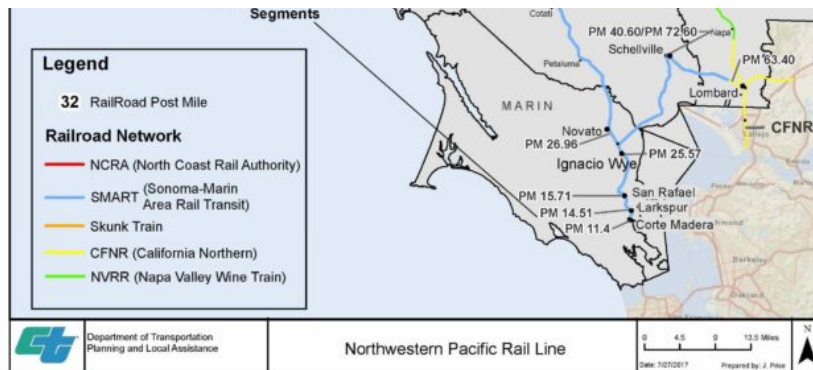 Segments
Cotati
PM 40.60/PM 72.60
Napa
Schellville
Petaluma
PM 63.40
Lombard
MARIN
Vallejo
CFNR
Novato
PM 26.96
Ignacio Wye
PM 25.57
PM 15.71
San Rafael
PM 14.51
Larkspur
PM 11.4
Corte Madera
Berkeley
Oakland
Legend
32 RailRoad Post Mile
Railroad Network
NCRA (North Coast Rail Authority)
SMART (Sonoma-Marin
Area Rail Transit)
Skunk Train
CFNR (California Northern)
NVRR (Napa Valley Wine Train)
ct
Department of Transportation
Planning and Local Assistance
Northwestern Pacific Rail Line
0 4.5 9 13.5 Miles
Date: 7/27/2017 Prepared by: J. Price
N